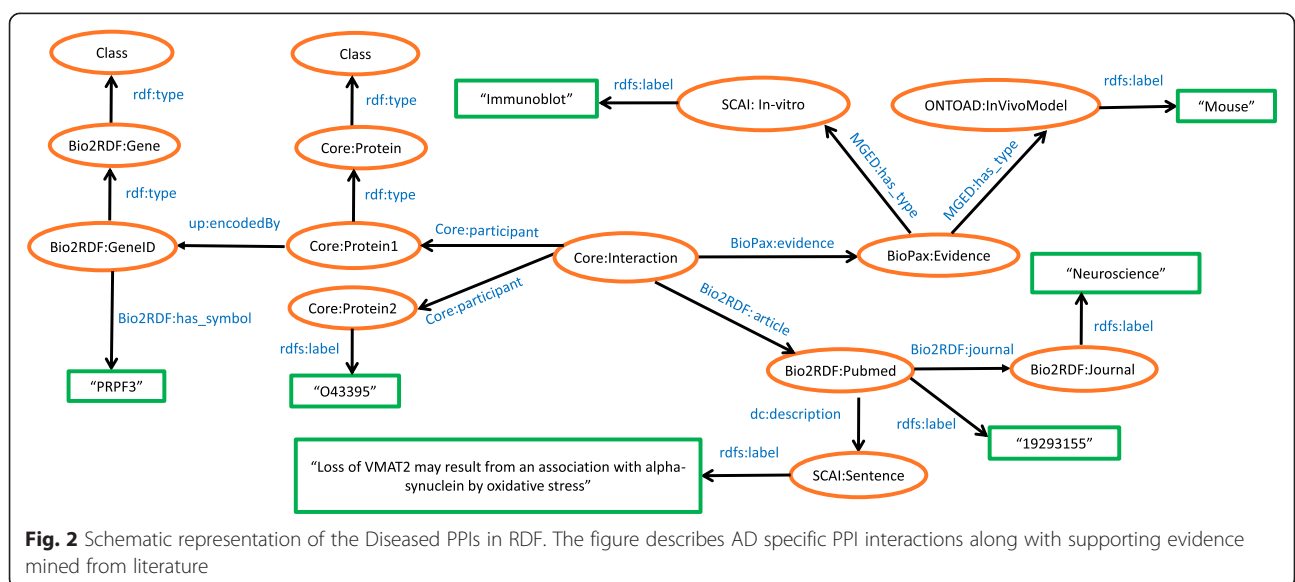 Class
Class
rdf:type
rdf:type
rdfs:label
rdfs:label
"Immunoblot"
SCAI: In-vitro
ONTOAD:InVivoModel
"Mouse"
Bio2RDF:Gene
Core:Protein
MGED:has_type
MGED:has_type
rdf:type
rdf:type
up:encodedBy
Bio2RDF:GeneID
Core:Protein1
Core:participant
Core:Interaction
BioPax:evidence
BioPax:Evidence
"Neuroscience"
Core:Protein2
Core:participant
Bio2RDF:article
Bio2RDF:has_symbol
rdfs:label
rdfs:label
Bio2RDF:journal
Bio2RDF:Pubmed
Bio2RDF:Journal
"PRPF3"
"O43395"
dc:description
rdfs:label
"19293155"
rdfs:label
"Loss of VMAT2 may result from an association with alpha-
synuclein by oxidative stress"
SCAI:Sentence
Fig. 2 Schematic representation of the Diseased PPIs in RDF. The figure describes AD specific PPI interactions along with supporting evidence
mined from literature